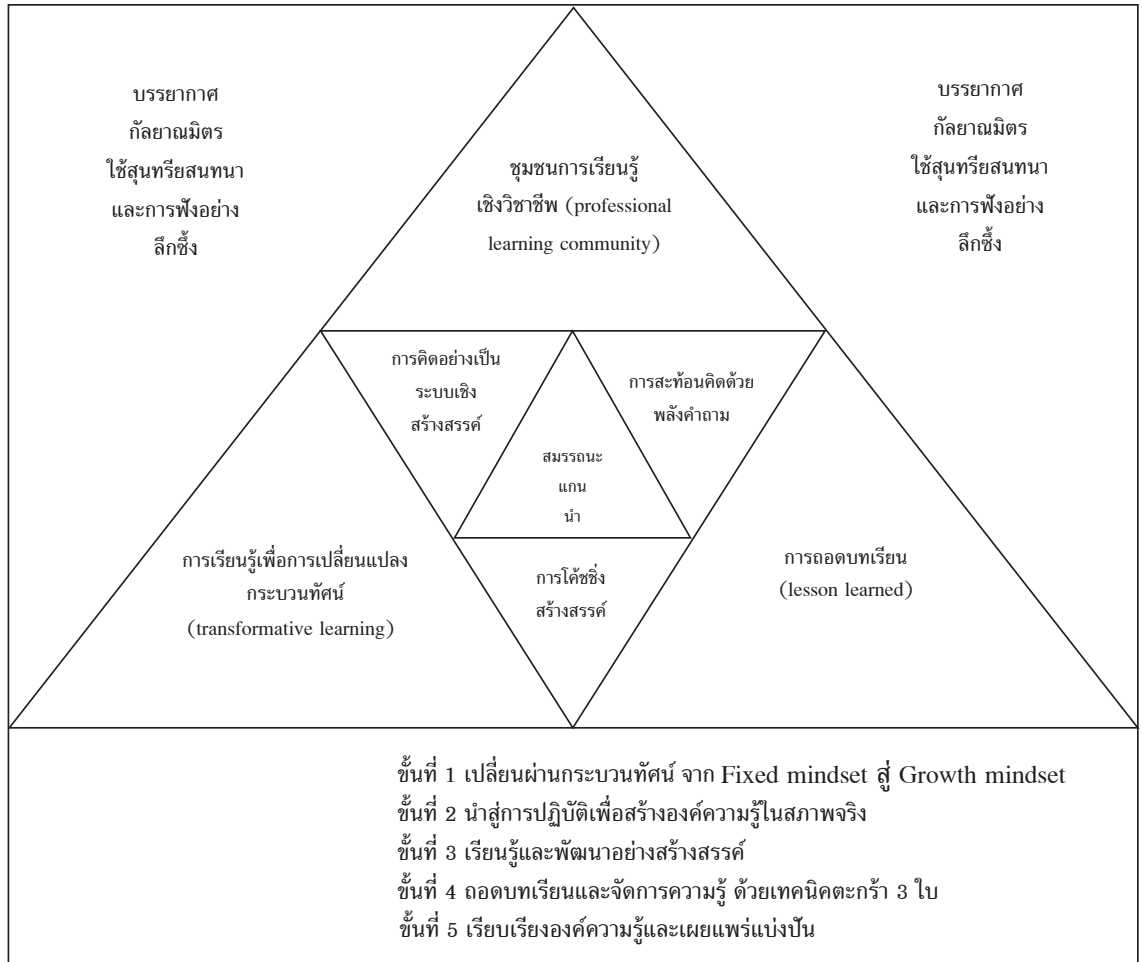 บรรยากาศ
กัลยาณมิตร
ใช้สุนทรียสนทนา
และการฟังอย่าง
ลึกซึ้ง
ชุมชนการเรียนรู้
เชิงวิชาชีพ (professional
learning community)
บรรยากาศ
กัลยาณมิตร
ใช้สุนทรียสนทนา
และการฟังอย่าง
ลึกซึ้ง
การคิดอย่างเป็น
ระบบเชิง
สร้างสรรค์
การสะท้อนคิดด้วย
พลังคำถาม
สมรรถนะ
แกน
นำ
การเรียนรู้เพื่อการเปลี่ยนแปลง
กระบวนทัศน์
(transformative learning)
การโค้ชชิ่ง
สร้างสรรค์
การถอดบทเรียน
(lesson learned)
ขั้นที่ 1 เปลี่ยนผ่านกระบวนทัศน์ จาก Fixed mindset สู่ Growth mindset
ขั้นที่ 2 นำสู่การปฏิบัติเพื่อสร้างองค์ความรู้ในสภาพจริง
ขั้นที่ 3 เรียนรู้และพัฒนาอย่างสร้างสรรค์
ขั้นที่ 4 ถอดบทเรียนและจัดการความรู้ ด้วยเทคนิคตะกร้า 3 ใบ
ขั้นที่ 5 เรียบเรียงองค์ความรู้และเผยแพร่แบ่งปัน